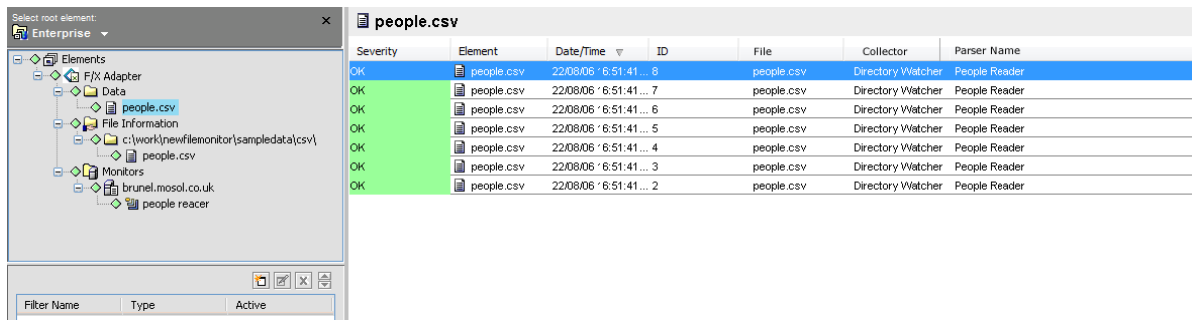 Select root element:
Enterprise
Elements
F/X Adapter
Data
people.csv
File Information
c:\work\newfilemonitor\sampledata\csv\
people.csv
Monitors
brunel.mosol.co.uk
people reacer
Filter Name Type Active
people.csv
Severity Element Date/Time ID File Collector Parser Name
OK people.csv 22/08/06 16:51:41... 8 people.csv Directory Watcher People Reader
OK people.csv 22/08/06 16:51:41... 7 people.csv Directory Watcher People Reader
OK people.csv 22/08/06 16:51:41... 6 people.csv Directory Watcher People Reader
OK people.csv 22/08/06 16:51:41... 5 people.csv Directory Watcher People Reader
OK people.csv 22/08/06 16:51:41... 4 people.csv Directory Watcher People Reader
OK people.csv 22/08/06 16:51:41... 3 people.csv Directory Watcher People Reader
OK people.csv 22/08/06 16:51:41... 2 people.csv Directory Watcher People Reader